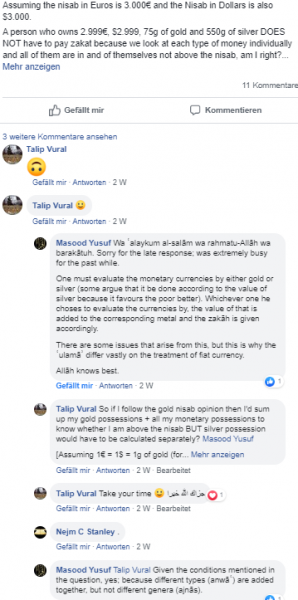 Assuming the nisab in Euros is 3.000€ and the Nisab in Dollars is also
$3.000.
A person who owns 2.999€, $2.999, 75g of gold and 550g of silver DOES
NOT have to pay zakat because we look at each type of money individually
and all of them are in and of themselves not above the nisab, am I right?...
Mehr anzeigen
11 Kommentare
Gefällt mir
Kommentieren
3 weitere Kommentare ansehen
Talip Vural
🙃
Gefällt mir · Antworten · 2 W
Talip Vural 😀
Gefällt mir · Antworten · 2 W
Masood Yusuf Wa ʿalaykum al-salām wa rahmatu-Allāh wa
barakātuh. Sorry for the late response; was extremely busy
for the past while.
One must evaluate the monetary currencies by either gold or
silver (some argue that it be done according to the value of
silver because it favours the poor better). Whichever one he
choses to evaluate the currencies by, the value of that is
added to the corresponding metal and the zakāh is given
accordingly.
There are some issues that arise from this, but this is why the
ʿulamāʾ differ vastly on the treatment of fiat currency.
Allāh knows best.
Gefällt mir · Antworten · 2 W
1
Talip Vural So if I follow the gold nisab opinion then I'd sum
up my gold possessions + all my monetary possessions to
know whether I am above the nisab BUT silver possession
would have to be calculated separately? Masood Yusuf
[Assuming 1€ = 1$ = 1g of gold (for... Mehr anzeigen
Gefällt mir · Antworten · 2 W · Bearbeitet
Talip Vural Take your time 😀 جزاك الله خيرا
1
Gefällt mir · Antworten · 2 W · Bearbeitet
Nejm C Stanley .
Gefällt mir · Antworten · 2 W
Masood Yusuf Talip Vural Given the conditions mentioned in
the question, yes; because different types (anwāʿ) are added
together, but not different genera (ajnās).